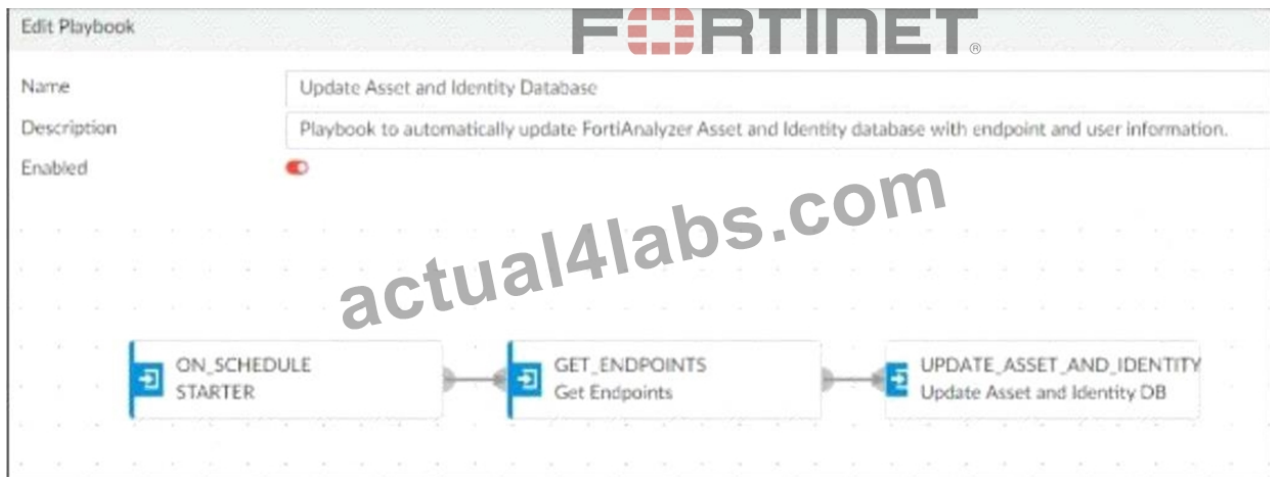 Edit Playbook
FORTINET®
Name
Update Asset and Identity Database
Description
Playbook to automatically update FortiAnalyzer Asset and Identity database with endpoint and user information.
Enabled
actual4labs.com
ON_SCHEDULE
STARTER
GET_ENDPOINTS
Get Endpoints
UPDATE_ASSET_AND_IDENTITY
Update Asset and Identity DB